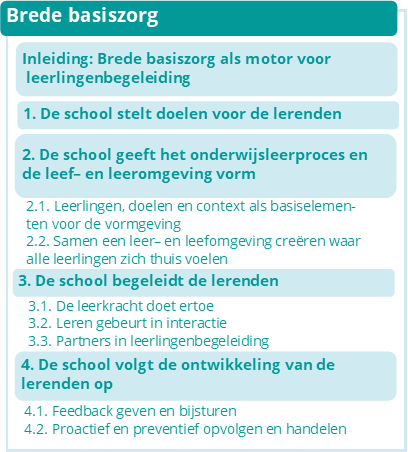 Brede basiszorg
Inleiding: Brede basiszorg als motor voor
leerlingenbegeleiding
1. De school stelt doelen voor de lerenden
2. De school geeft het onderwijsleerproces en
de leef– en leeromgeving vorm
2.1. Leerlingen, doelen en context als basiselemen-
ten voor de vormgeving
2.2. Samen een leer– en leefomgeving creëren waar
alle leerlingen zich thuis voelen
3. De school begeleidt de lerenden
3.1. De leerkracht doet ertoe
3.2. Leren gebeurt in interactie
3.3. Partners in leerlingenbegeleiding
4. De school volgt de ontwikkeling van de
lerenden op
4.1. Feedback geven en bijsturen
4.2. Proactief en preventief opvolgen en handelen